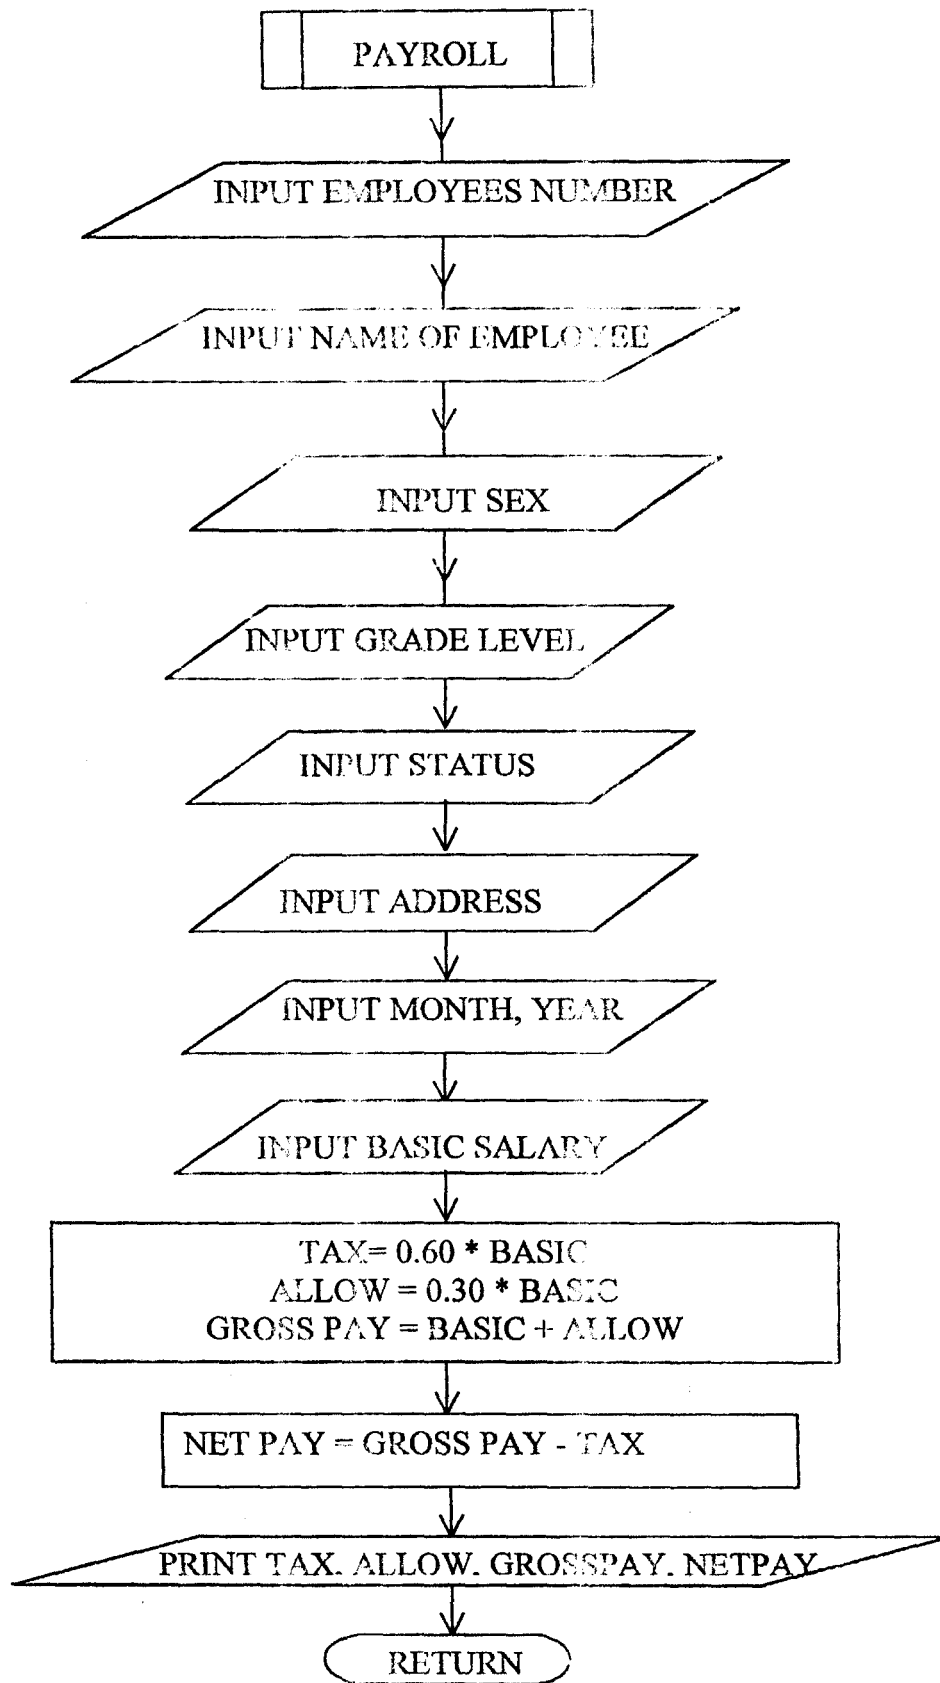 PAYROLL
INPUT EMPLOYEES NUMBER
INPUT NAME OF EMPLOYEE
INPUT SEX
INPUT GRADE LEVEL
INPUT STATUS
INPUT ADDRESS
INPUT MONTH, YEAR
INPUT BASIC SALARY
TAX= 0.60 * BASIC
ALLOW = 0.30 * BASIC
GROSS PAY = BASIC + ALLOW
NET PAY = GROSS PAY - TAX
PRINT TAX. ALLOW. GROSSPAY. NETPAY
RETURN